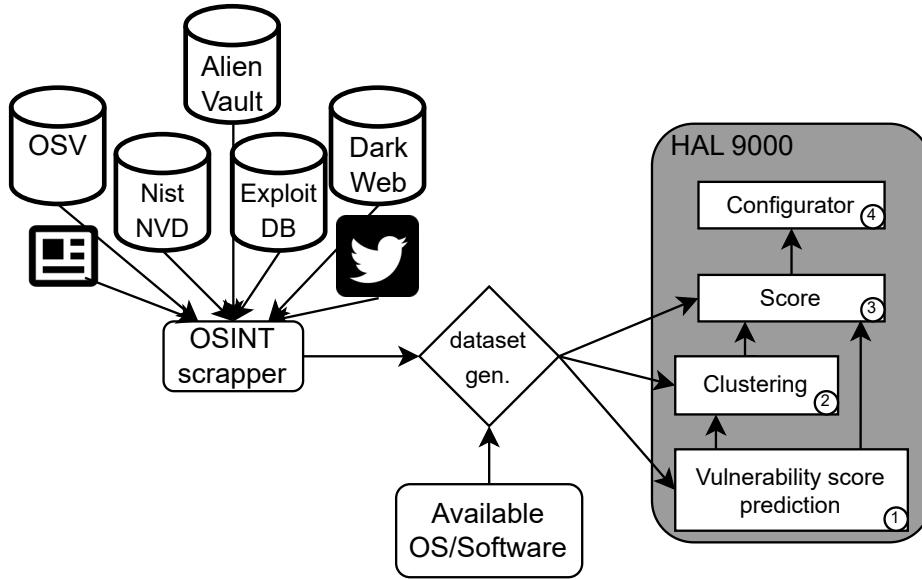 Alien
Vault
OSV
Dark
Web
Nist
NVD
Exploit
DB
OSINT
scrapper
dataset
gen.
Available
OS/Software
HAL 9000
Configurator
4
Score
3
Clustering
2
Vulnerability score
prediction
1